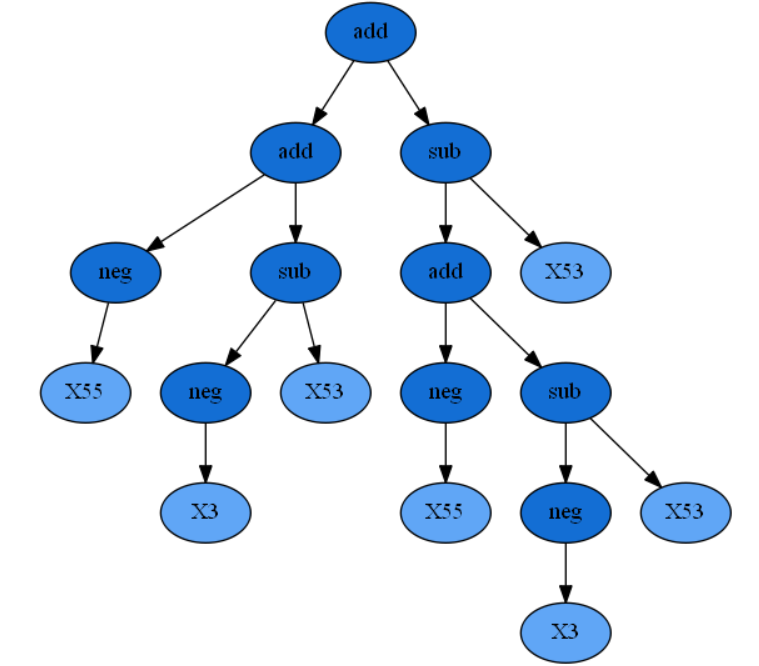 add
add sub
neg sub add X53
X55 neg X53 neg sub
X3 X55 neg X53
X3